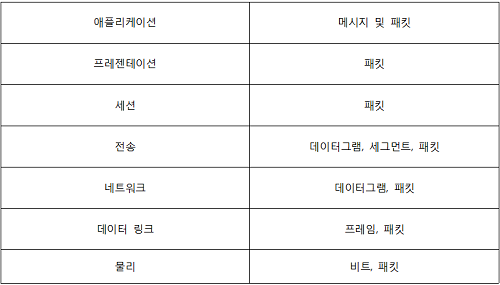 애플리케이션 메시지 및 패킷
프레젠테이션 패킷
세션 패킷
전송 데이터그램, 세그먼트, 패킷
네트워크 데이터그램, 패킷
데이터 링크 프레임, 패킷
물리 비트, 패킷